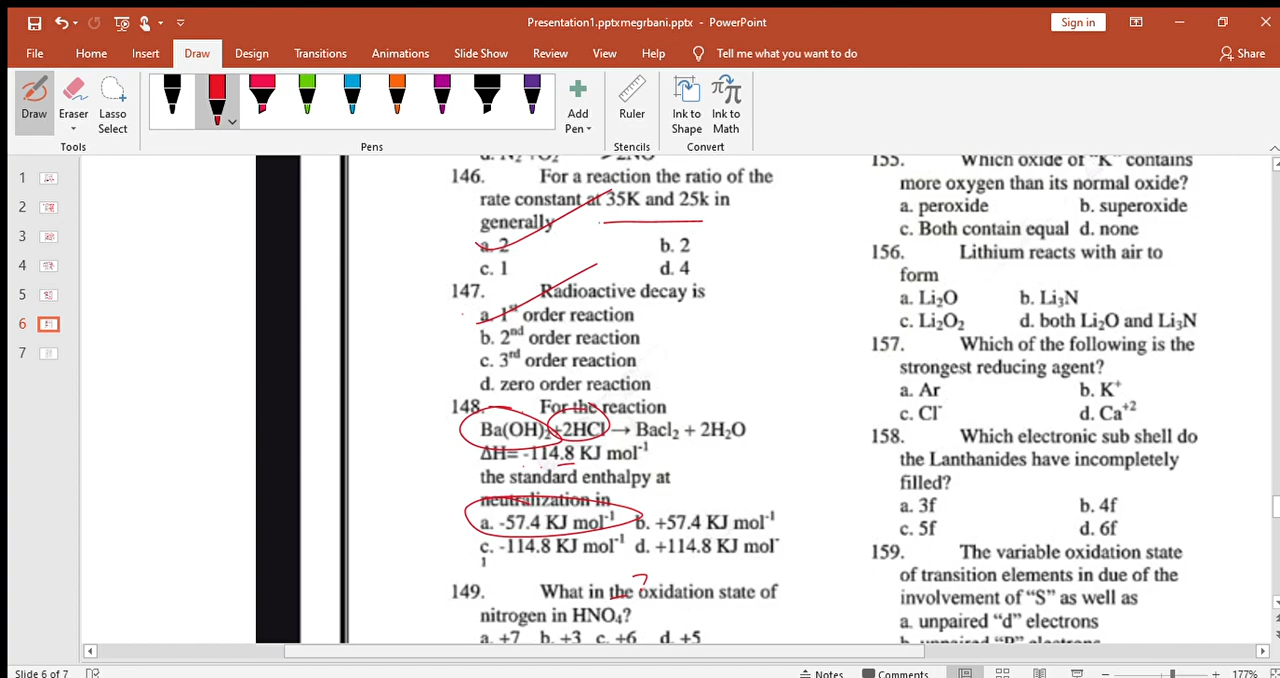 Presentation1.pptxmegrbani.pptx - PowerPoint
Sign in
File Home Insert Draw Design Transitions Animations Slide Show Review View Help Tell me what you want to do Share
Draw Eraser Lasso Select
Add Pen
Ruler
Ink to Shape Ink to Math
Tools Pens Stencils Convert
1
2
3
4
5
6
7
146. For a reaction the ratio of the
rate constant at 35K and 25k in
generally
a. 2 b. 2
c. 1 d. 4
147. Radioactive decay is
a. 1st order reaction
b. 2nd order reaction
c. 3rd order reaction
d. zero order reaction
148. For the reaction
Ba(OH)2+2HCl → Bacl2 + 2H2O
ΔH= -114.8 KJ mol-1
the standard enthalpy at
neutralization in
a. -57.4 KJ mol-1 b. +57.4 KJ mol-1
c. -114.8 KJ mol-1 d. +114.8 KJ mol-
1
149. What in the oxidation state of
nitrogen in HNO4?
a. +7 b. +3 c. +6 d. +5
155. Which oxide of "K" contains
more oxygen than its normal oxide?
a. peroxide b. superoxide
c. Both contain equal d. none
156. Lithium reacts with air to
form
a. Li2O b. Li3N
c. Li2O2 d. both Li2O and Li3N
157. Which of the following is the
strongest reducing agent?
a. Ar b. K+
c. Cl- d. Ca+2
158. Which electronic sub shell do
the Lanthanides have incompletely
filled?
a. 3f b. 4f
c. 5f d. 6f
159. The variable oxidation state
of transition elements in due of the
involvement of "S" as well as
a. unpaired "d" electrons
Slide 6 of 7 Notes Comments 177%